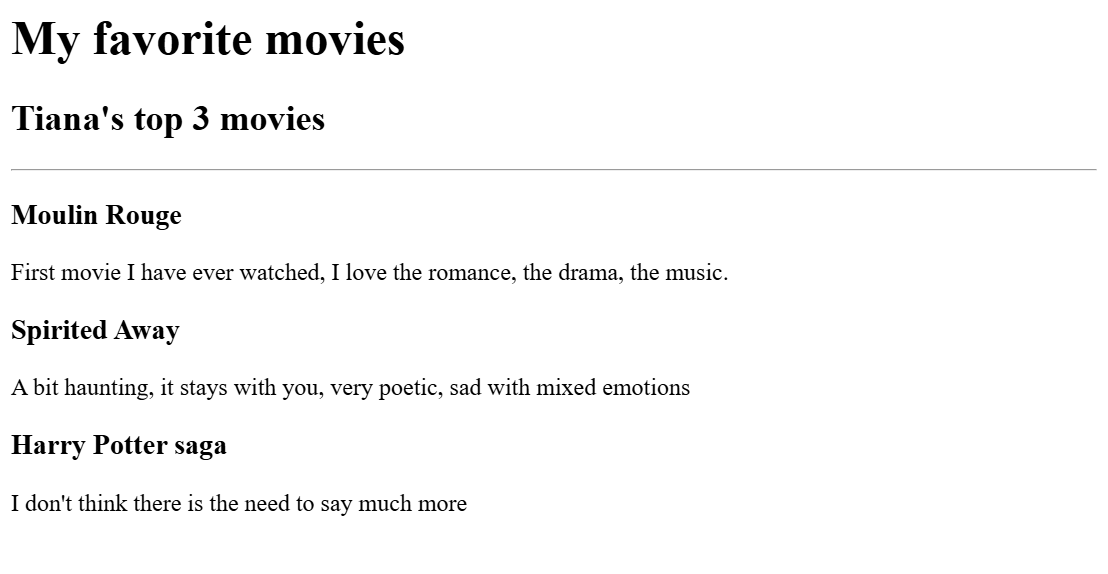 My favorite movies
Tiana's top 3 movies
Moulin Rouge
First movie I have ever watched, I love the romance, the drama, the music.
Spirited Away
A bit haunting, it stays with you, very poetic, sad with mixed emotions
Harry Potter saga
I don't think there is the need to say much more